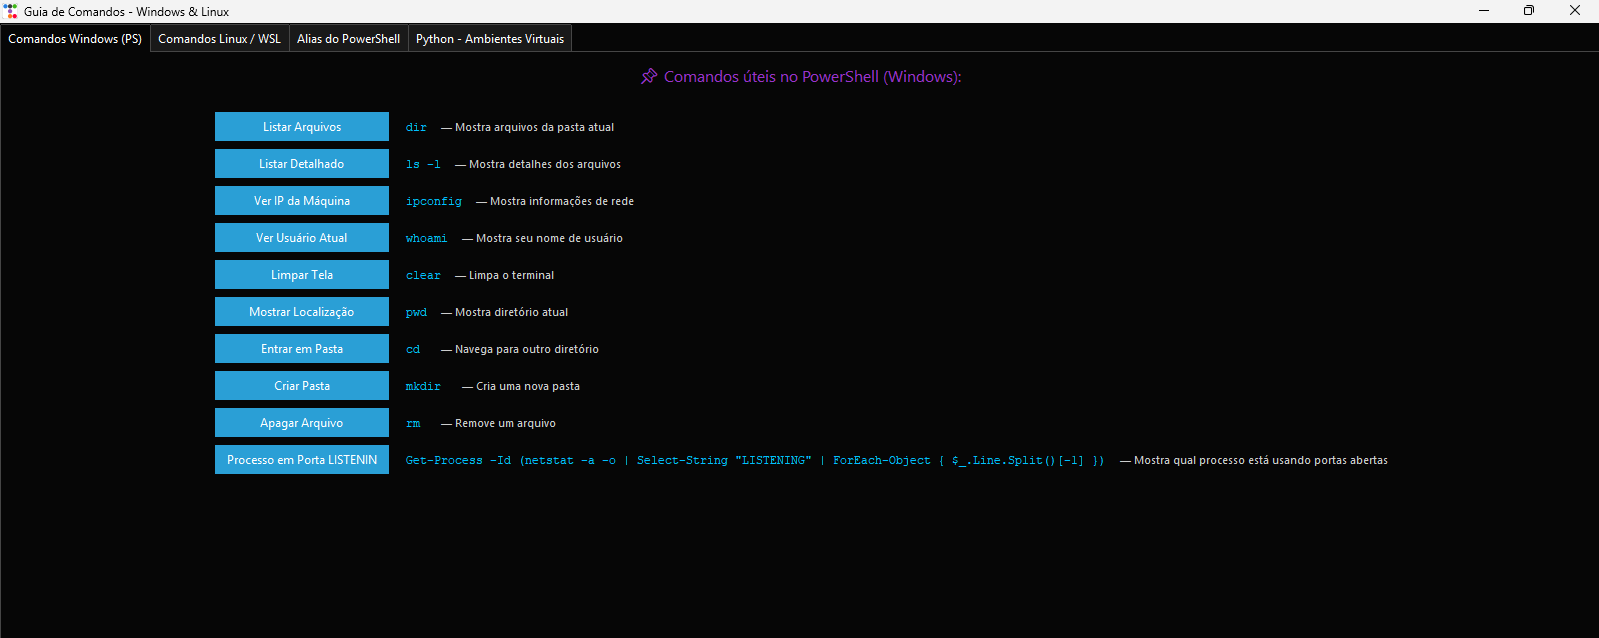 Guia de Comandos - Windows & Linux
Comandos Windows (PS) Comandos Linux / WSL Alias do PowerShell Python - Ambientes Virtuais
Comandos úteis no PowerShell (Windows):
Listar Arquivos dir — Mostra arquivos da pasta atual
Listar Detalhado ls -l — Mostra detalhes dos arquivos
Ver IP da Máquina ipconfig — Mostra informações de rede
Ver Usuário Atual whoami — Mostra seu nome de usuário
Limpar Tela clear — Limpa o terminal
Mostrar Localização pwd — Mostra diretório atual
Entrar em Pasta cd — Navega para outro diretório
Criar Pasta mkdir — Cria uma nova pasta
Apagar Arquivo rm — Remove um arquivo
Processo em Porta LISTENIN Get-Process -Id (netstat -a -o | Select-String "LISTENING" | ForEach-Object { $_.Line.Split()[-1] }) — Mostra qual processo está usando portas abertas